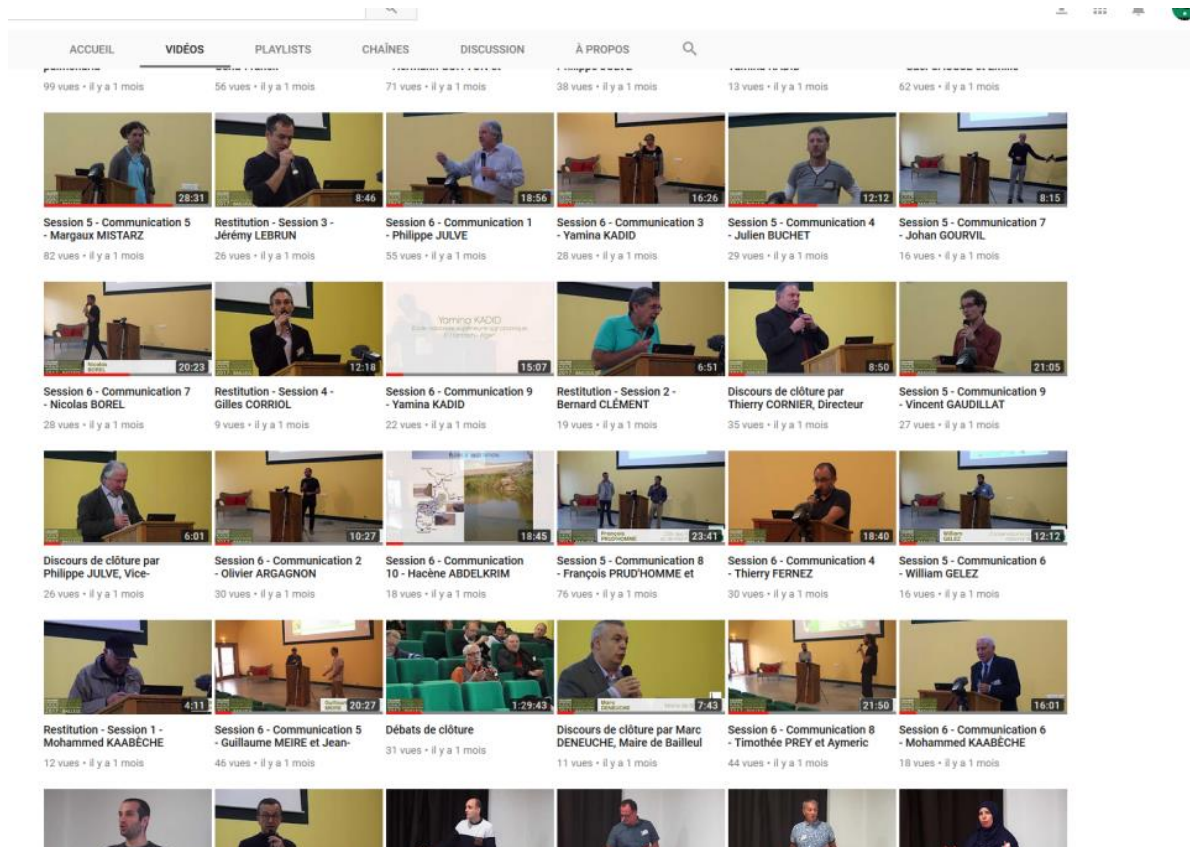 ACCUEIL VIDÉOS PLAYLISTS CHAÎNES DISCUSSION À PROPOS
99 vues • il y a 1 mois 56 vues • il y a 1 mois 71 vues • il y a 1 mois 38 vues • il y a 1 mois 13 vues • il y a 1 mois 62 vues • il y a 1 mois
28:31 8:46 18:56 16:26 12:12 8:15
Session 5 - Communication 5 Restitution - Session 3 - Session 6 - Communication 1 Session 6 - Communication 3 Session 5 - Communication 4 Session 5 - Communication 7
- Margaux MISTARZ Jérémy LEBRUN - Philippe JULVE - Yamina KADID - Julien BUCHET - Johan GOURVIL
82 vues • il y a 1 mois 26 vues • il y a 1 mois 55 vues • il y a 1 mois 28 vues • il y a 1 mois 29 vues • il y a 1 mois 16 vues • il y a 1 mois
Yamina KADID
Nicolas BOREL
20:23 12:18 15:07 6:51 8:50 21:05
Session 6 - Communication 7 Restitution - Session 4 - Session 6 - Communication 9 Restitution - Session 2 - Discours de clôture par Session 5 - Communication 9
- Nicolas BOREL Gilles CORRIOL - Yamina KADID Bernard CLÉMENT Thierry CORNIER, Directeur - Vincent GAUDILLAT
28 vues • il y a 1 mois 9 vues • il y a 1 mois 22 vues • il y a 1 mois 19 vues • il y a 1 mois 35 vues • il y a 1 mois 27 vues • il y a 1 mois
François PRUD'HOMME William GELEZ
6:01 10:27 18:45 23:41 18:40 12:12
Discours de clôture par Session 6 - Communication 2 Session 6 - Communication Session 5 - Communication 8 Session 6 - Communication 4 Session 5 - Communication 6
Philippe JULVE, Vice- - Olivier ARGAGNON 10 - Hacène ABDELKRIM - François PRUD'HOMME et - Thierry FERNEZ - William GELEZ
26 vues • il y a 1 mois 30 vues • il y a 1 mois 18 vues • il y a 1 mois 76 vues • il y a 1 mois 30 vues • il y a 1 mois 16 vues • il y a 1 mois
Guillaume MEIRE Marc DENEUCHE
4:11 20:27 1:29:43 7:43 21:50 16:01
Restitution - Session 1 - Session 6 - Communication 5 Débats de clôture Discours de clôture par Marc Session 6 - Communication 8 Session 6 - Communication 6
Mohammed KAABÈCHE - Guillaume MEIRE et Jean- DENEUCHE, Maire de Bailleul - Timothée PREY et Aymeric - Mohammed KAABÈCHE
12 vues • il y a 1 mois 46 vues • il y a 1 mois 31 vues • il y a 1 mois 11 vues • il y a 1 mois 44 vues • il y a 1 mois 18 vues • il y a 1 mois